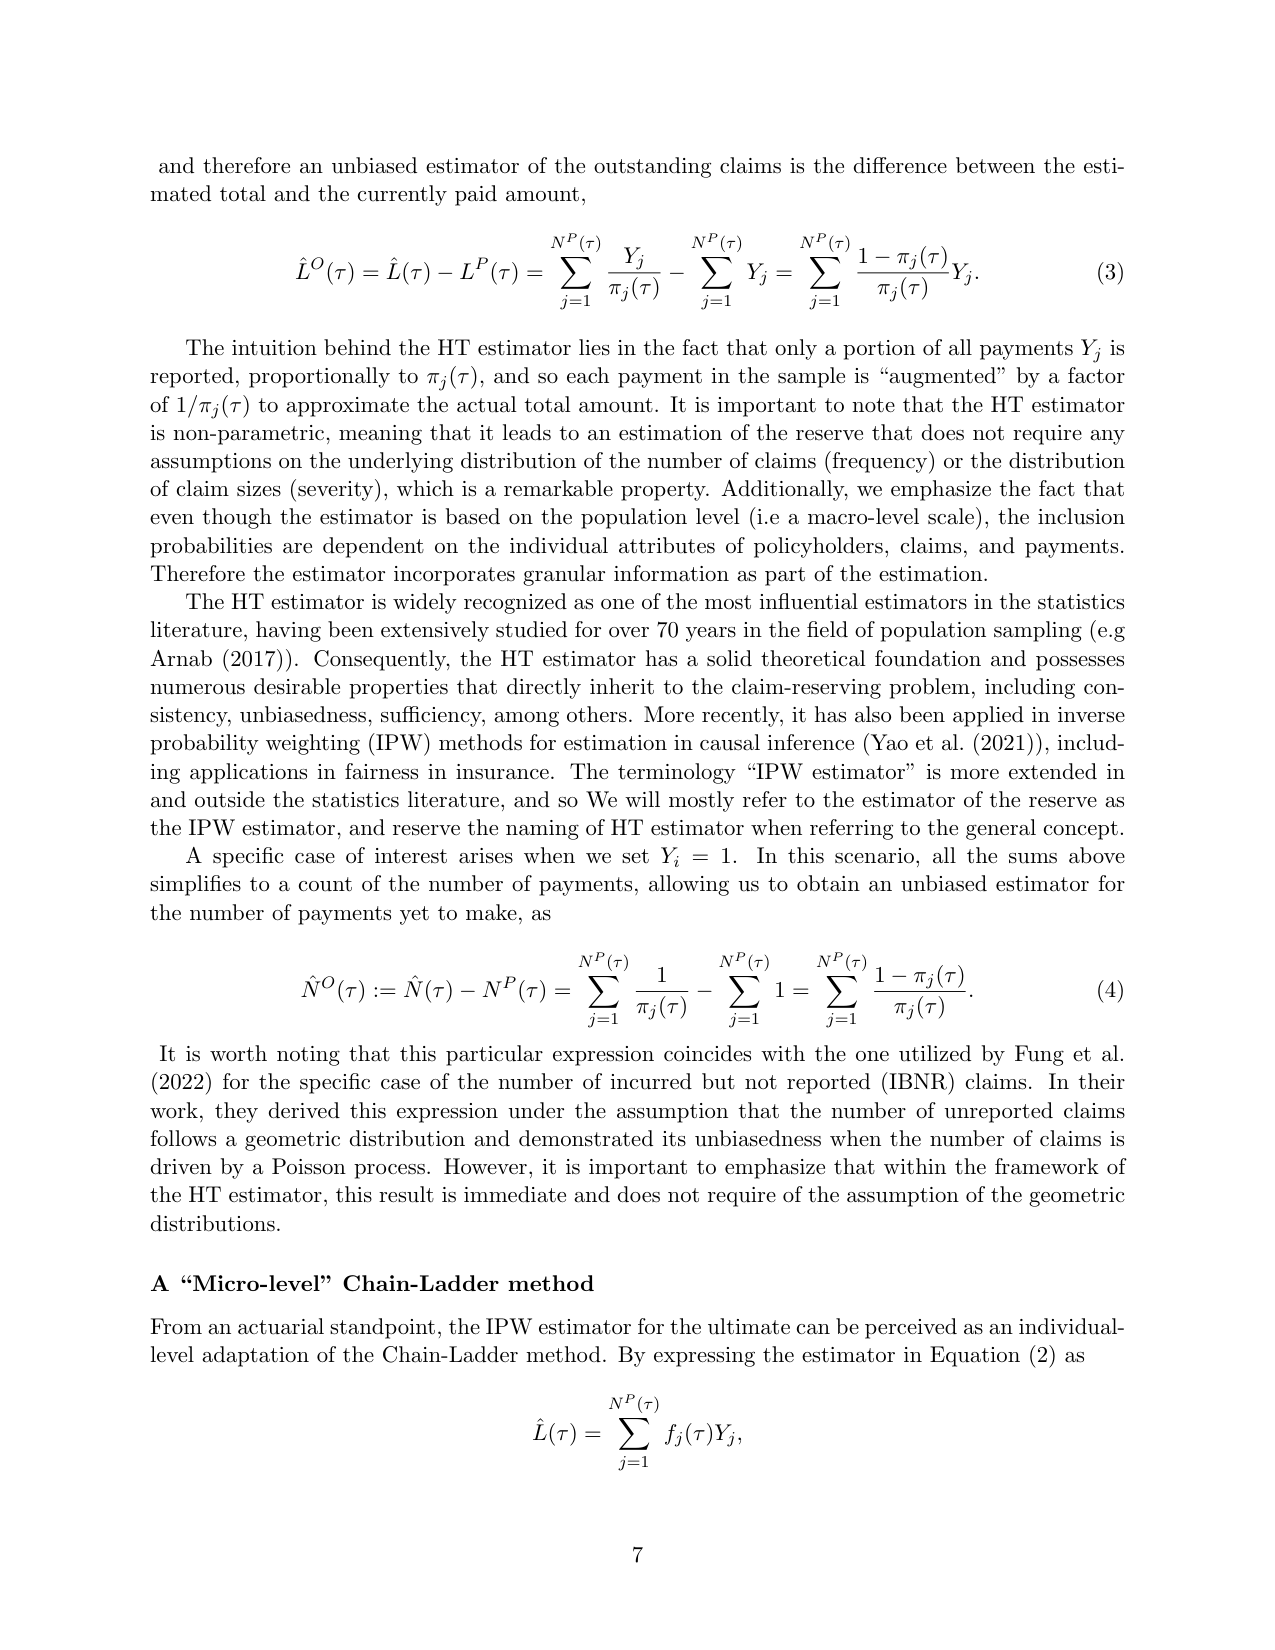 and therefore an unbiased estimator of the outstanding claims is the difference between the esti-
mated total and the currently paid amount,
$$\hat{L}^O(\tau) = \hat{L}(\tau) - L^P(\tau) = \sum_{j=1}^{N^P(\tau)} \frac{Y_j}{\pi_j(\tau)} - \sum_{j=1}^{N^P(\tau)} Y_j = \sum_{j=1}^{N^P(\tau)} \frac{1 - \pi_j(\tau)}{\pi_j(\tau)} Y_j. \quad (3)$$
The intuition behind the HT estimator lies in the fact that only a portion of all payments $Y_j$ is
reported, proportionally to $\pi_j(\tau)$, and so each payment in the sample is “augmented” by a factor
of $1/\pi_j(\tau)$ to approximate the actual total amount. It is important to note that the HT estimator
is non-parametric, meaning that it leads to an estimation of the reserve that does not require any
assumptions on the underlying distribution of the number of claims (frequency) or the distribution
of claim sizes (severity), which is a remarkable property. Additionally, we emphasize the fact that
even though the estimator is based on the population level (i.e a macro-level scale), the inclusion
probabilities are dependent on the individual attributes of policyholders, claims, and payments.
Therefore the estimator incorporates granular information as part of the estimation.
The HT estimator is widely recognized as one of the most influential estimators in the statistics
literature, having been extensively studied for over 70 years in the field of population sampling (e.g
Arnab (2017)). Consequently, the HT estimator has a solid theoretical foundation and possesses
numerous desirable properties that directly inherit to the claim-reserving problem, including con-
sistency, unbiasedness, sufficiency, among others. More recently, it has also been applied in inverse
probability weighting (IPW) methods for estimation in causal inference (Yao et al. (2021)), includ-
ing applications in fairness in insurance. The terminology “IPW estimator” is more extended in
and outside the statistics literature, and so We will mostly refer to the estimator of the reserve as
the IPW estimator, and reserve the naming of HT estimator when referring to the general concept.
A specific case of interest arises when we set $Y_i = 1$. In this scenario, all the sums above
simplifies to a count of the number of payments, allowing us to obtain an unbiased estimator for
the number of payments yet to make, as
$$\hat{N}^O(\tau) := \hat{N}(\tau) - N^P(\tau) = \sum_{j=1}^{N^P(\tau)} \frac{1}{\pi_j(\tau)} - \sum_{j=1}^{N^P(\tau)} 1 = \sum_{j=1}^{N^P(\tau)} \frac{1 - \pi_j(\tau)}{\pi_j(\tau)}. \quad (4)$$
It is worth noting that this particular expression coincides with the one utilized by Fung et al.
(2022) for the specific case of the number of incurred but not reported (IBNR) claims. In their
work, they derived this expression under the assumption that the number of unreported claims
follows a geometric distribution and demonstrated its unbiasedness when the number of claims is
driven by a Poisson process. However, it is important to emphasize that within the framework of
the HT estimator, this result is immediate and does not require of the assumption of the geometric
distributions.
A “Micro-level” Chain-Ladder method
From an actuarial standpoint, the IPW estimator for the ultimate can be perceived as an individual-
level adaptation of the Chain-Ladder method. By expressing the estimator in Equation (2) as
$$\hat{L}(\tau) = \sum_{j=1}^{N^P(\tau)} f_j(\tau) Y_j,$$
7